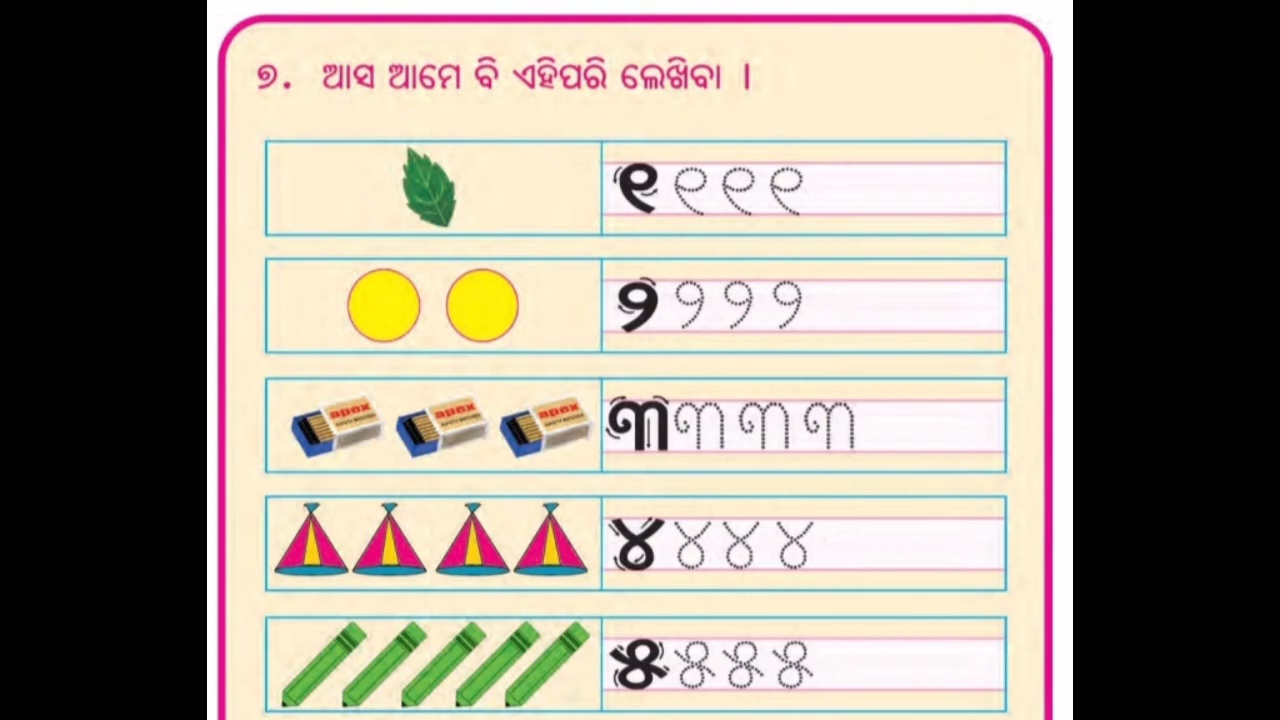 ୭. ଆସ ଆମେ ବି ଏହିପରି ଲେଖିବା ।
୧ ୧ ୧ ୧
୨ ୨ ୨ ୨
apex apex apex
୩ ୩ ୩ ୩
୪ ୪ ୪ ୪
୫ ୫ ୫ ୫